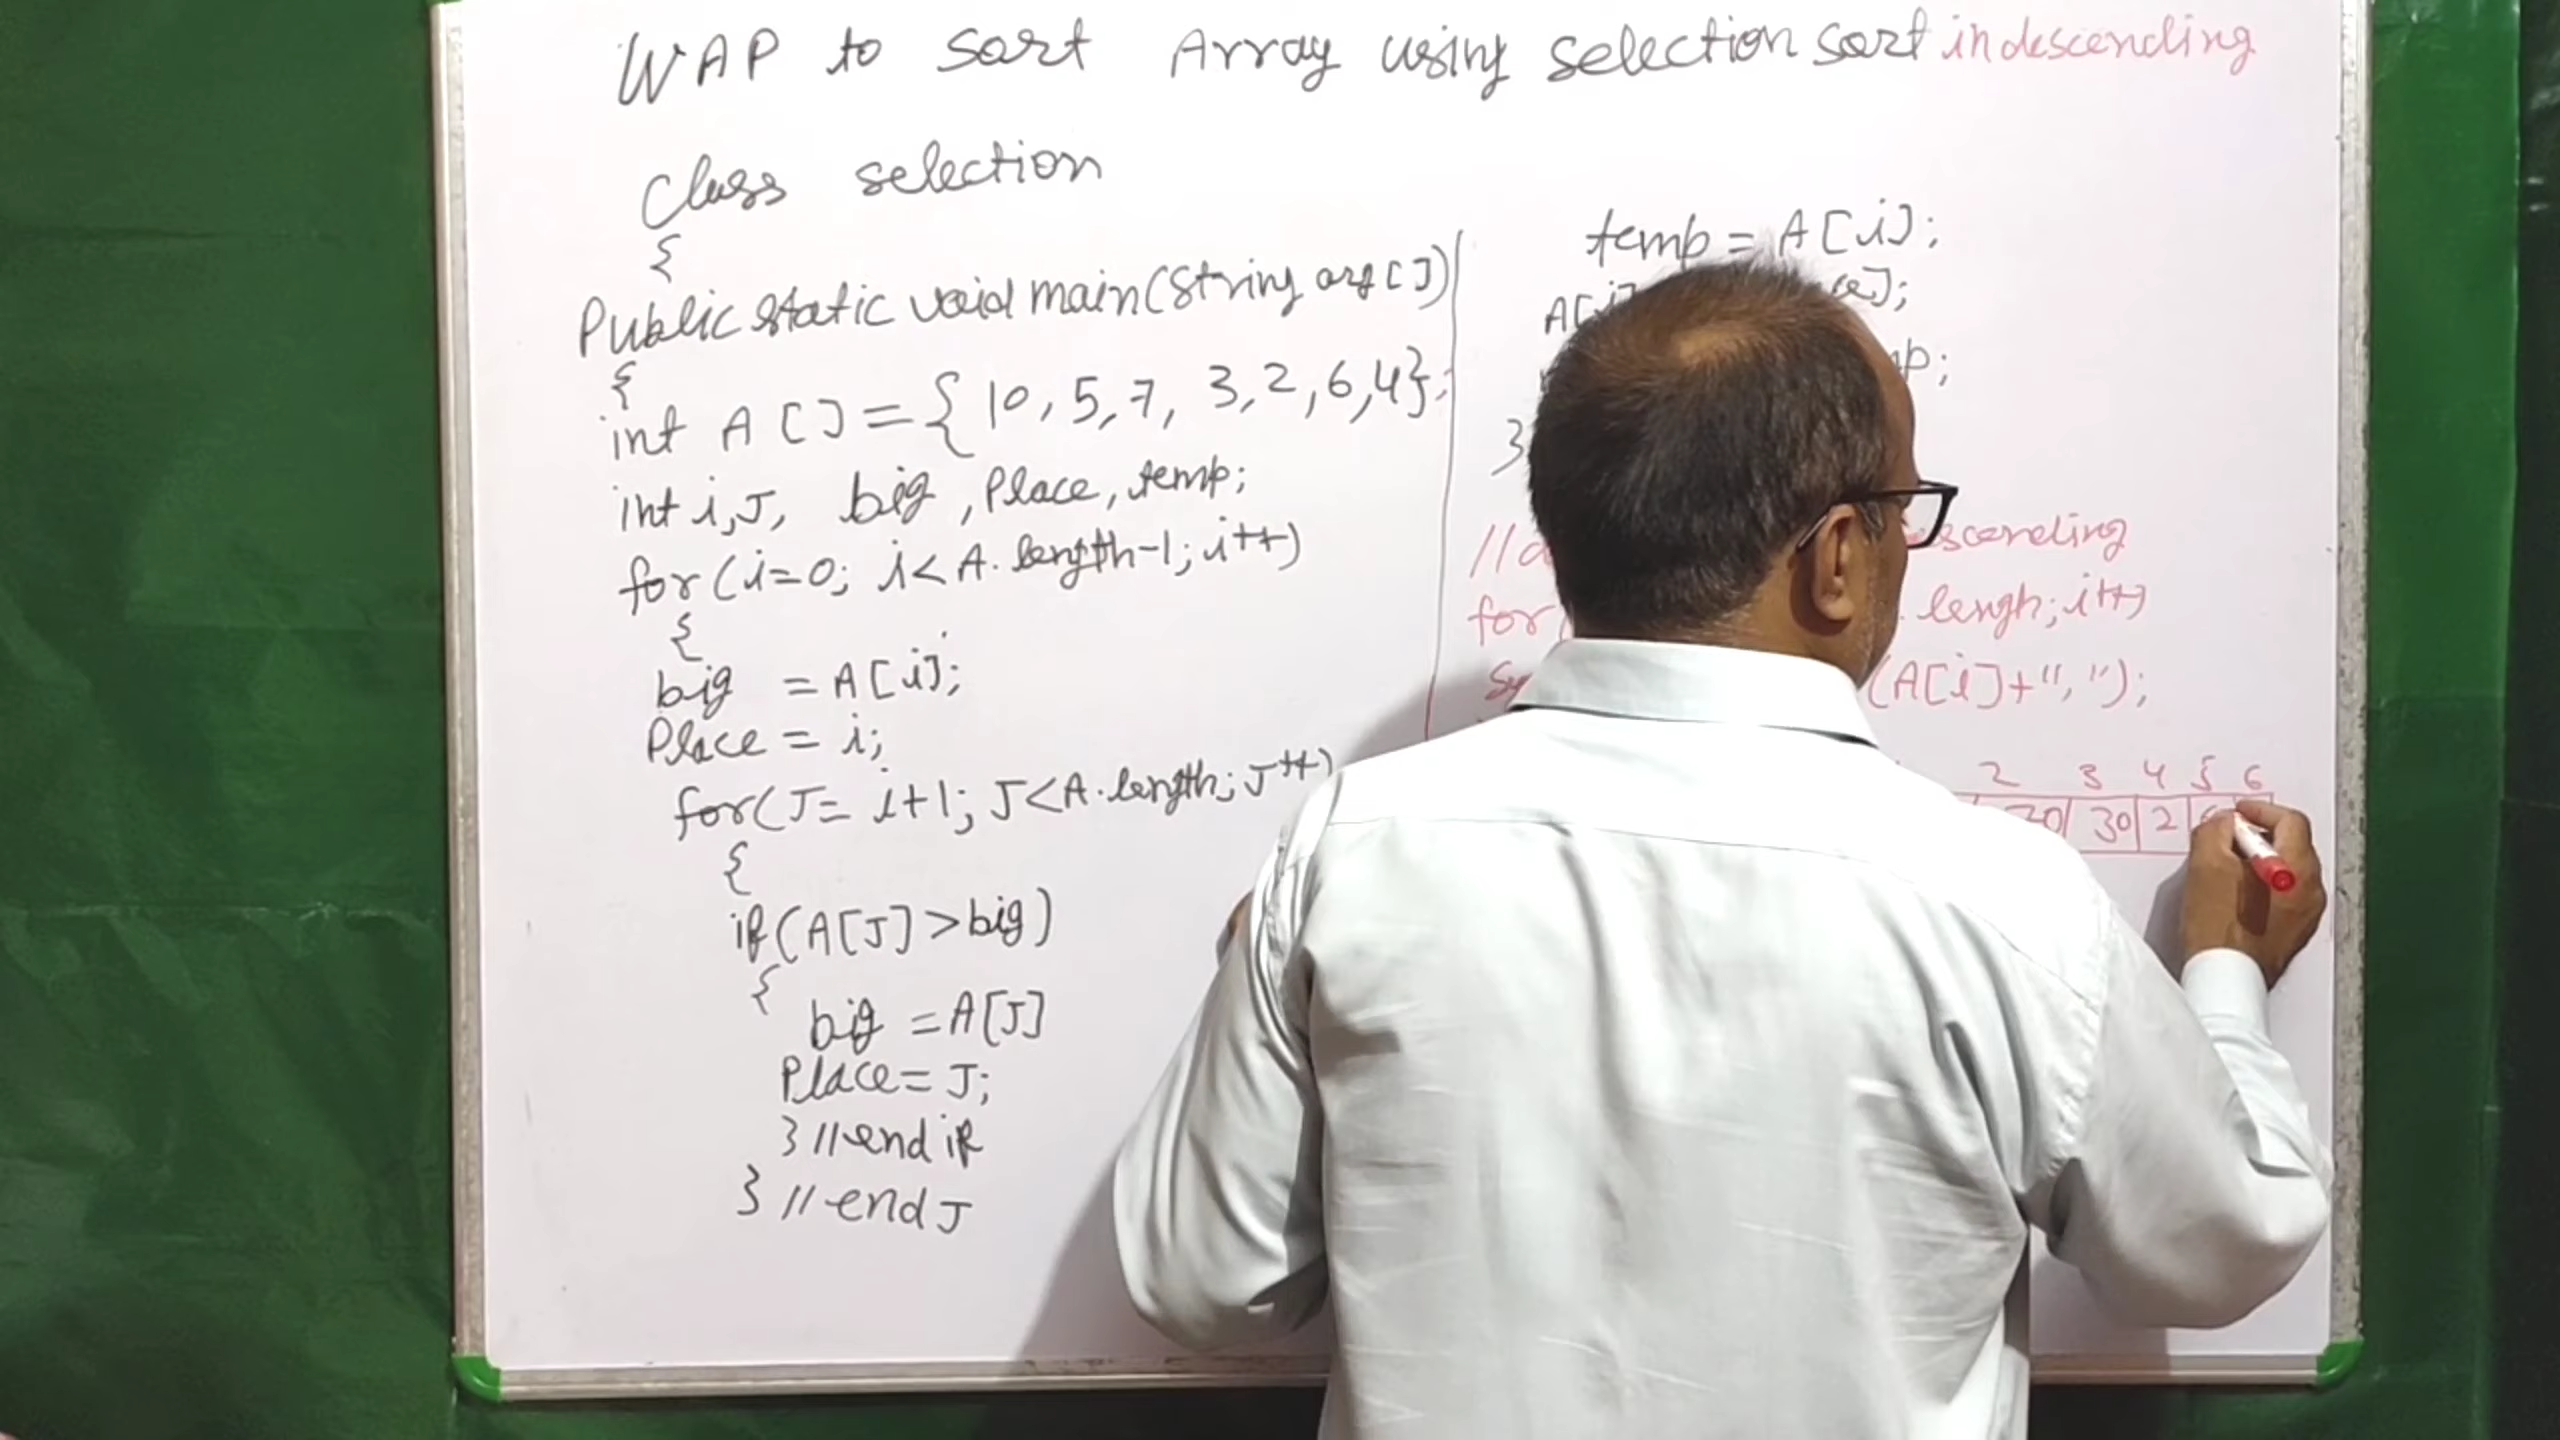 WAP to sort Array using selection sort in descending
class selection
{
Public static void main(String arg[])
{
int A[]={10,5,7,3,2,6,4};
int i,J, big, Place, temp;
for(i=0; i<A.length-1; i++)
{
big = A[i];
Place = i;
for(J= i+1; J<A.length; J++)
{
if(A[J]>big)
{
big = A[J]
Place= J;
} //end if
} //end J
temp = A[i];
}
//
for( .lengh; i++)
(A[i]+",");
2 3 4 5 6
30 2